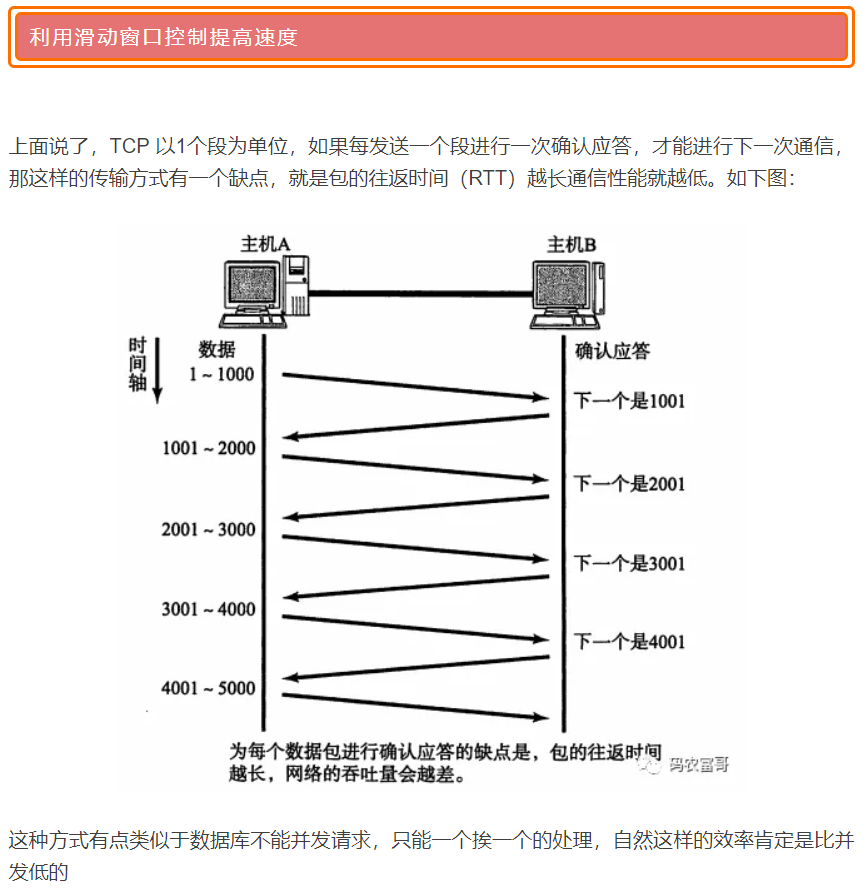 利用滑动窗口控制提高速度
上面说了，TCP 以1个段为单位，如果每发送一个段进行一次确认应答，才能进行下一次通信，
那这样的传输方式有一个缺点，就是包的往返时间（RTT）越长通信性能就越低。如下图：
主机A
主机B
时间轴
数据
确认应答
1～1000
下一个是1001
1001～2000
下一个是2001
2001～3000
下一个是3001
3001～4000
下一个是4001
4001～5000
为每个数据包进行确认应答的缺点是，包的往返时间
越长，网络的吞吐量会越差。
码农富哥
这种方式有点类似于数据库不能并发请求，只能一个挨一个的处理，自然这样的效率肯定是比并
发低的